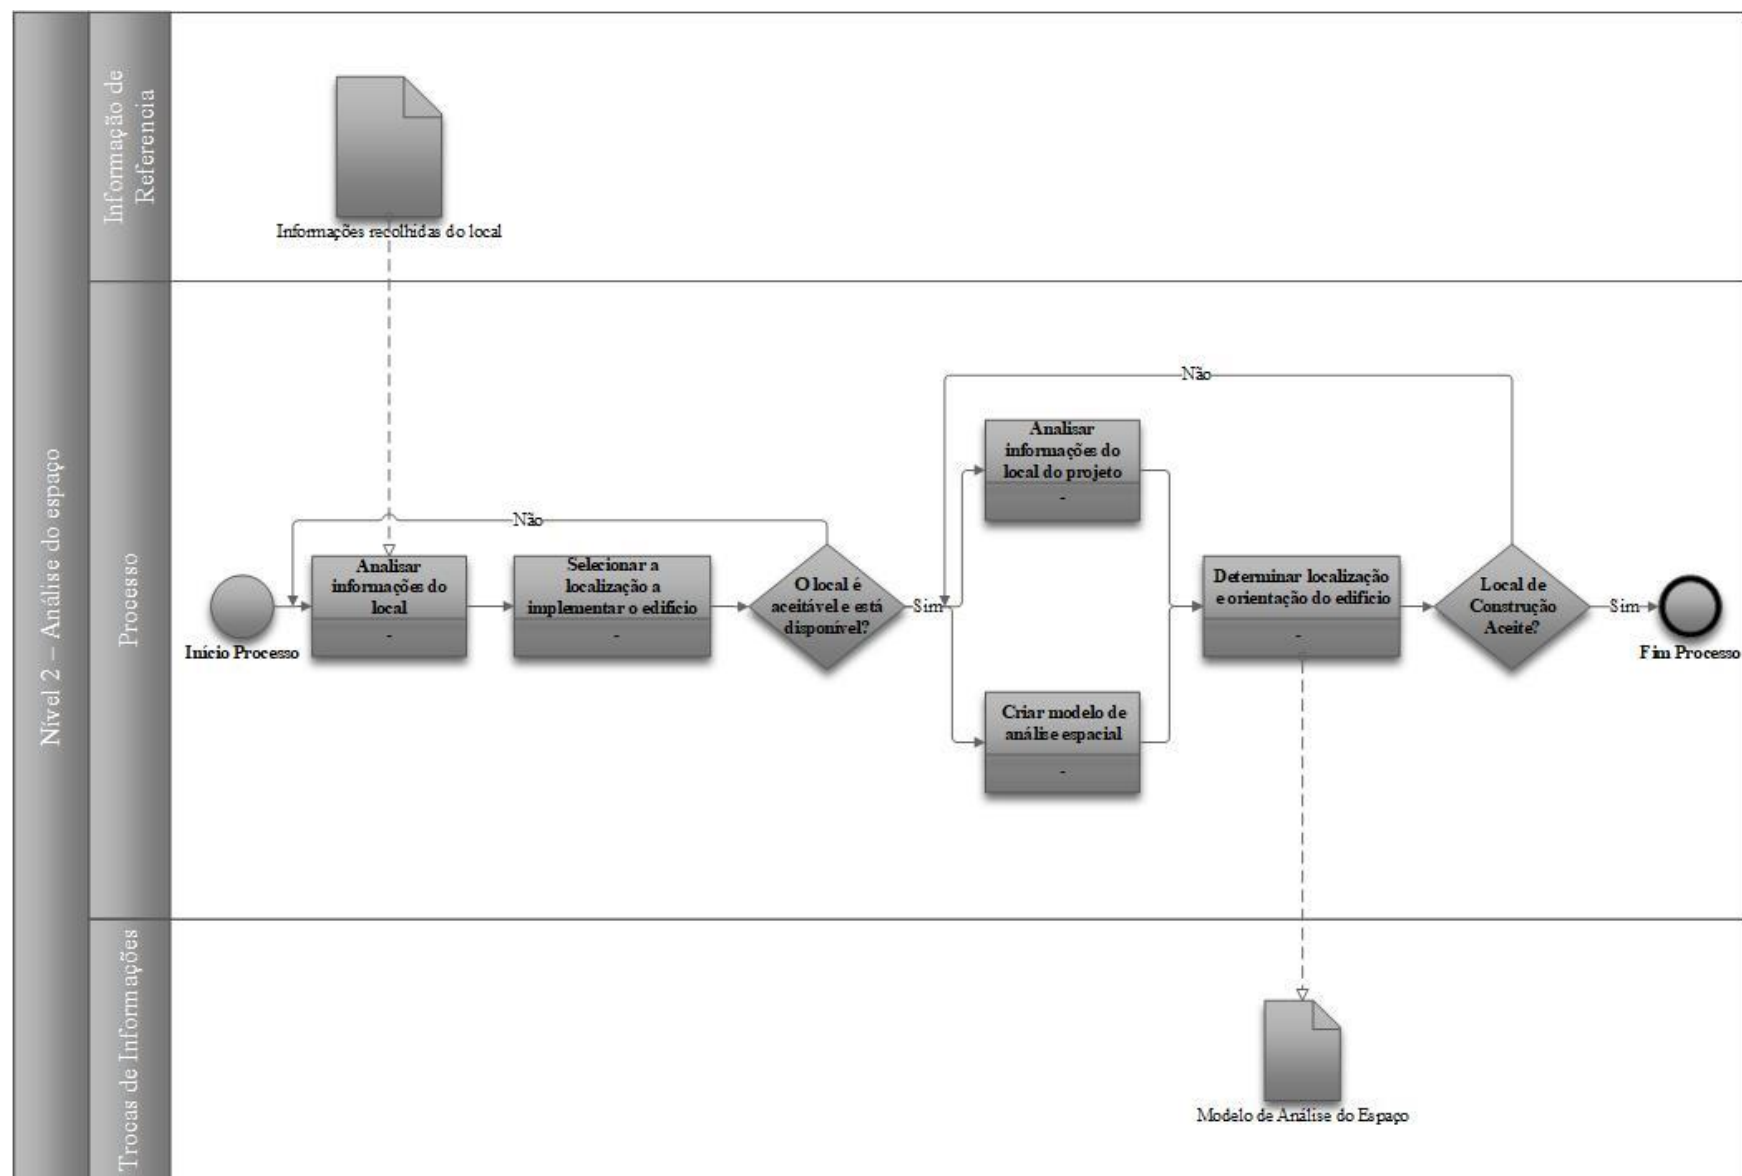 Nível 2 – Análise do espaço
Informação de
Referencia
Informações recolhidas do local
Processo
Início Processo
Analisar
informações do
local
-
Selecionar a
localização a
implementar o edifício
-
Não
O local é
aceitável e está
disponível?
Sim
Não
Analisar
informações do
local do projeto
-
Criar modelo de
análise espacial
-
Determinar localização
e orientação do edifício
-
Local de
Construção
Aceite?
Sim
Fim Processo
Trocas de Informações
Modelo de Análise do Espaço